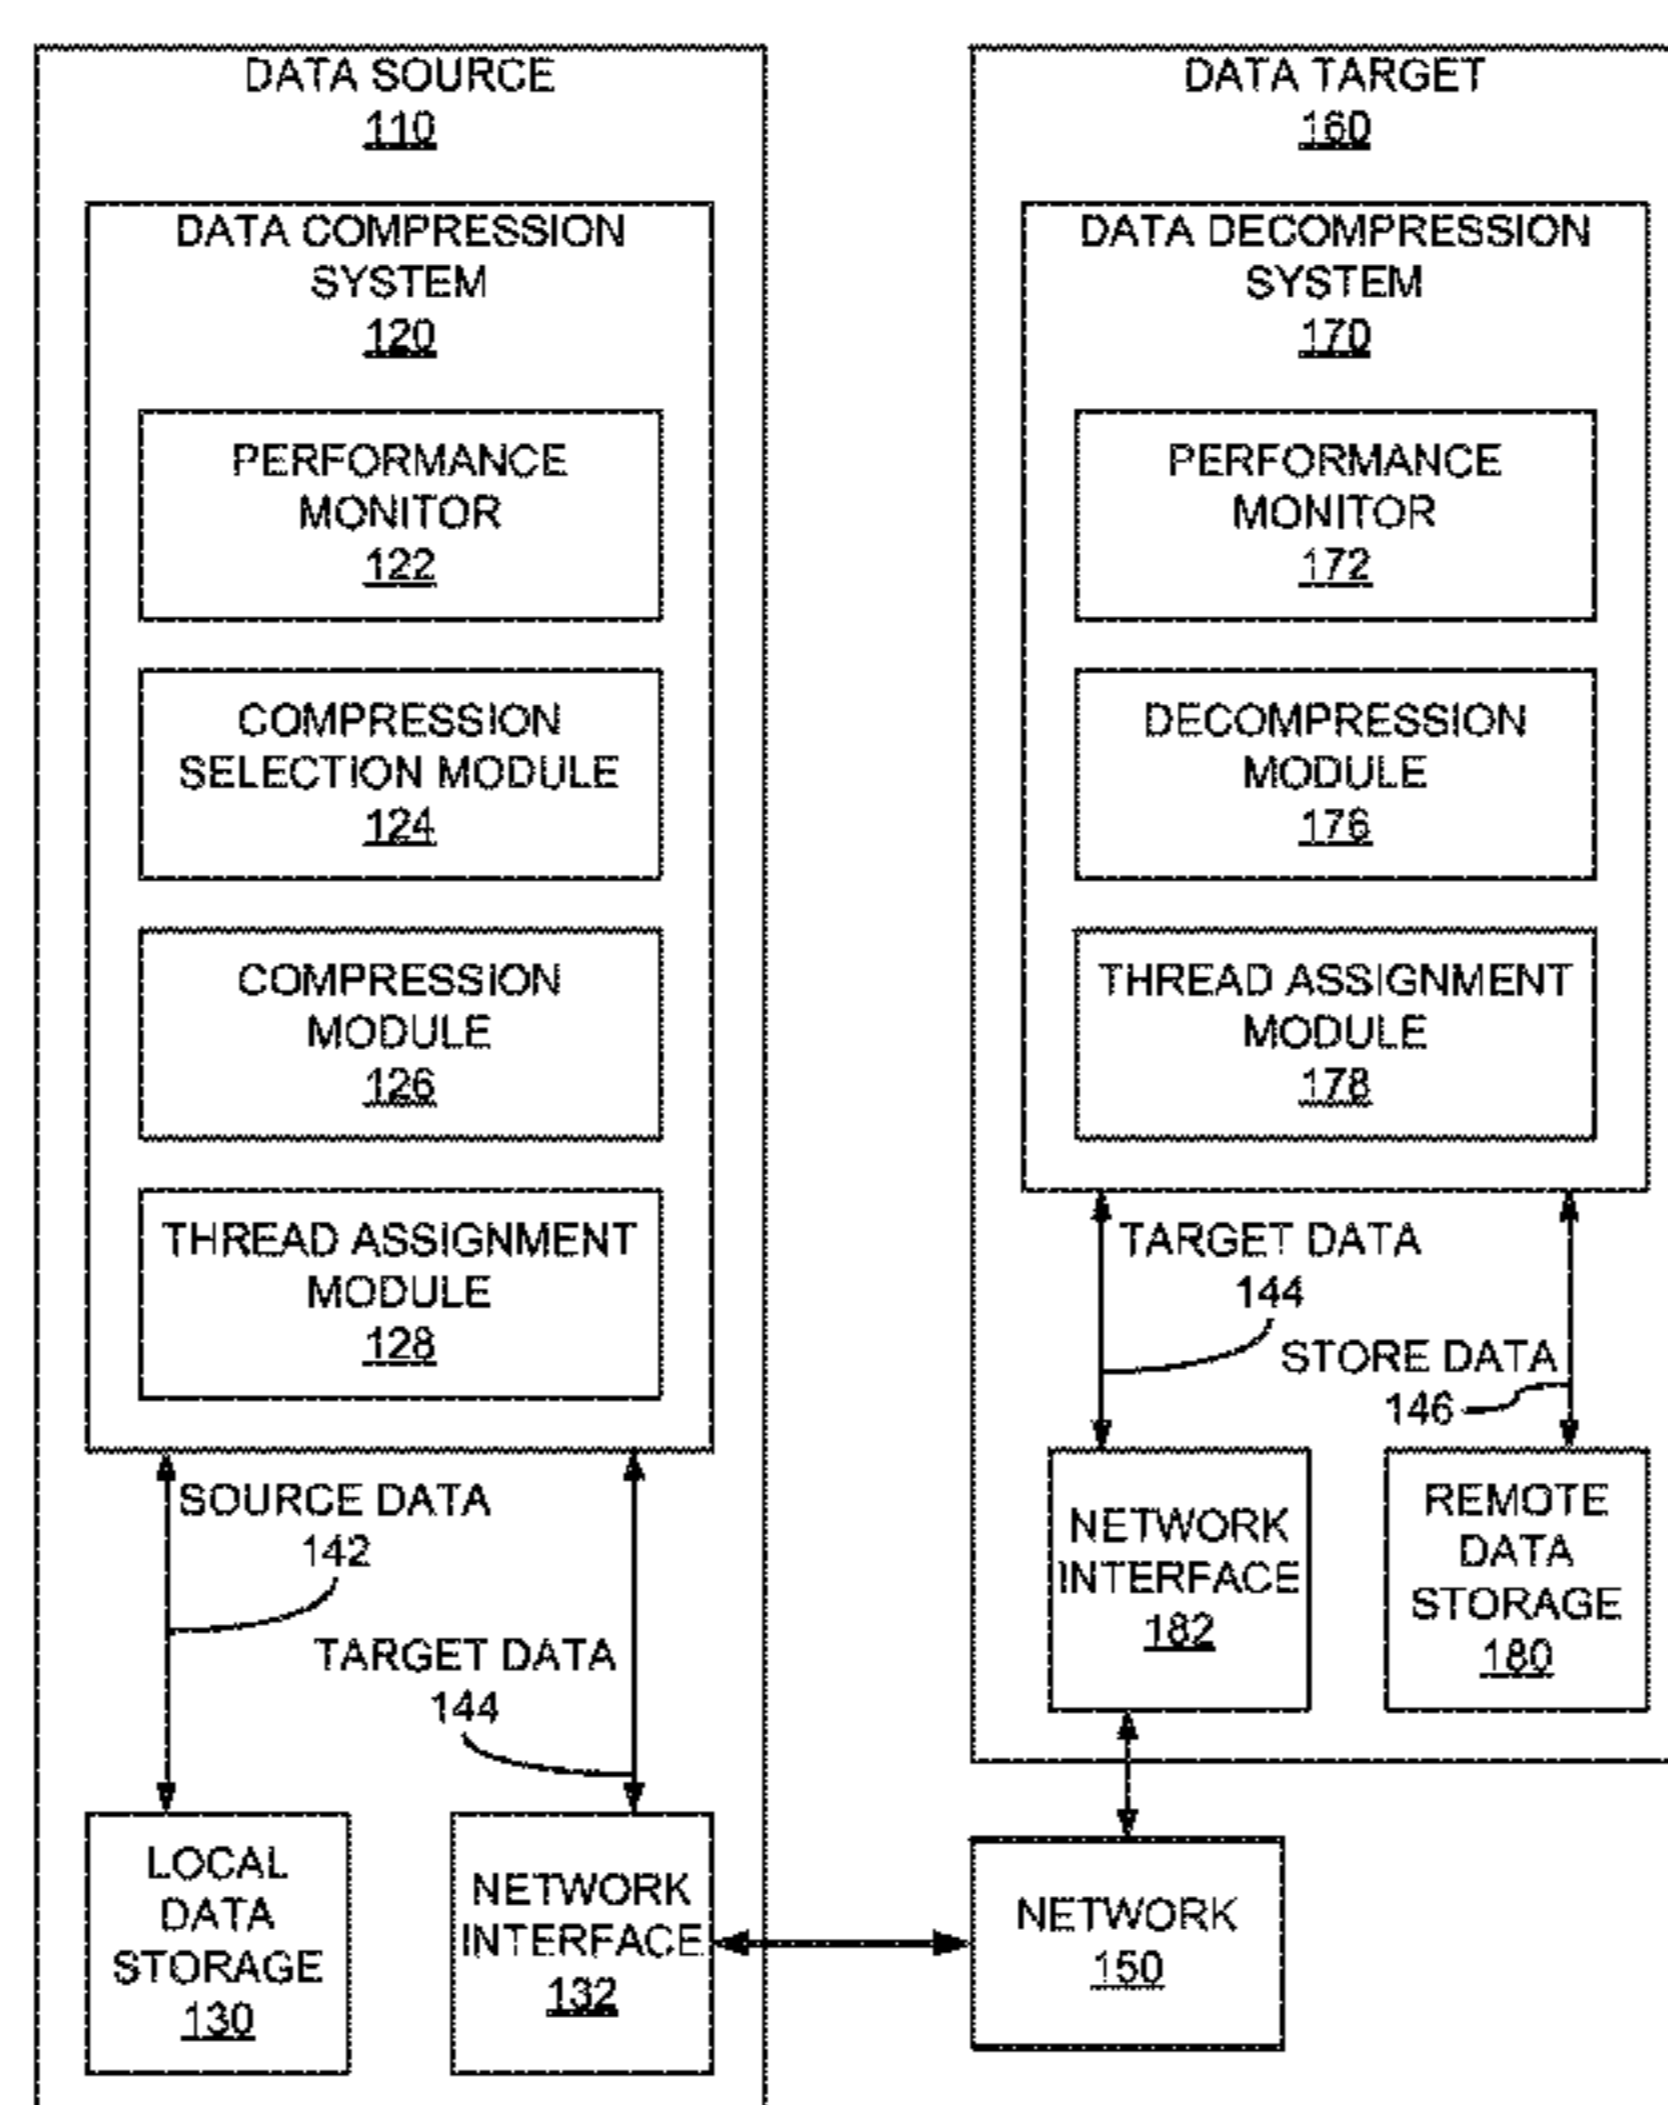 DATA SOURCE
110
DATA COMPRESSION
SYSTEM
120
PERFORMANCE
MONITOR
122
COMPRESSION
SELECTION MODULE
124
COMPRESSION
MODULE
126
THREAD ASSIGNMENT
MODULE
128
SOURCE DATA
142
TARGET DATA
144
LOCAL
DATA
STORAGE
130
NETWORK
INTERFACE
132
DATA TARGET
160
DATA DECOMPRESSION
SYSTEM
170
PERFORMANCE
MONITOR
172
DECOMPRESSION
MODULE
176
THREAD ASSIGNMENT
MODULE
178
TARGET DATA
144
STORE DATA
146
NETWORK
INTERFACE
182
REMOTE
DATA
STORAGE
180
NETWORK
150